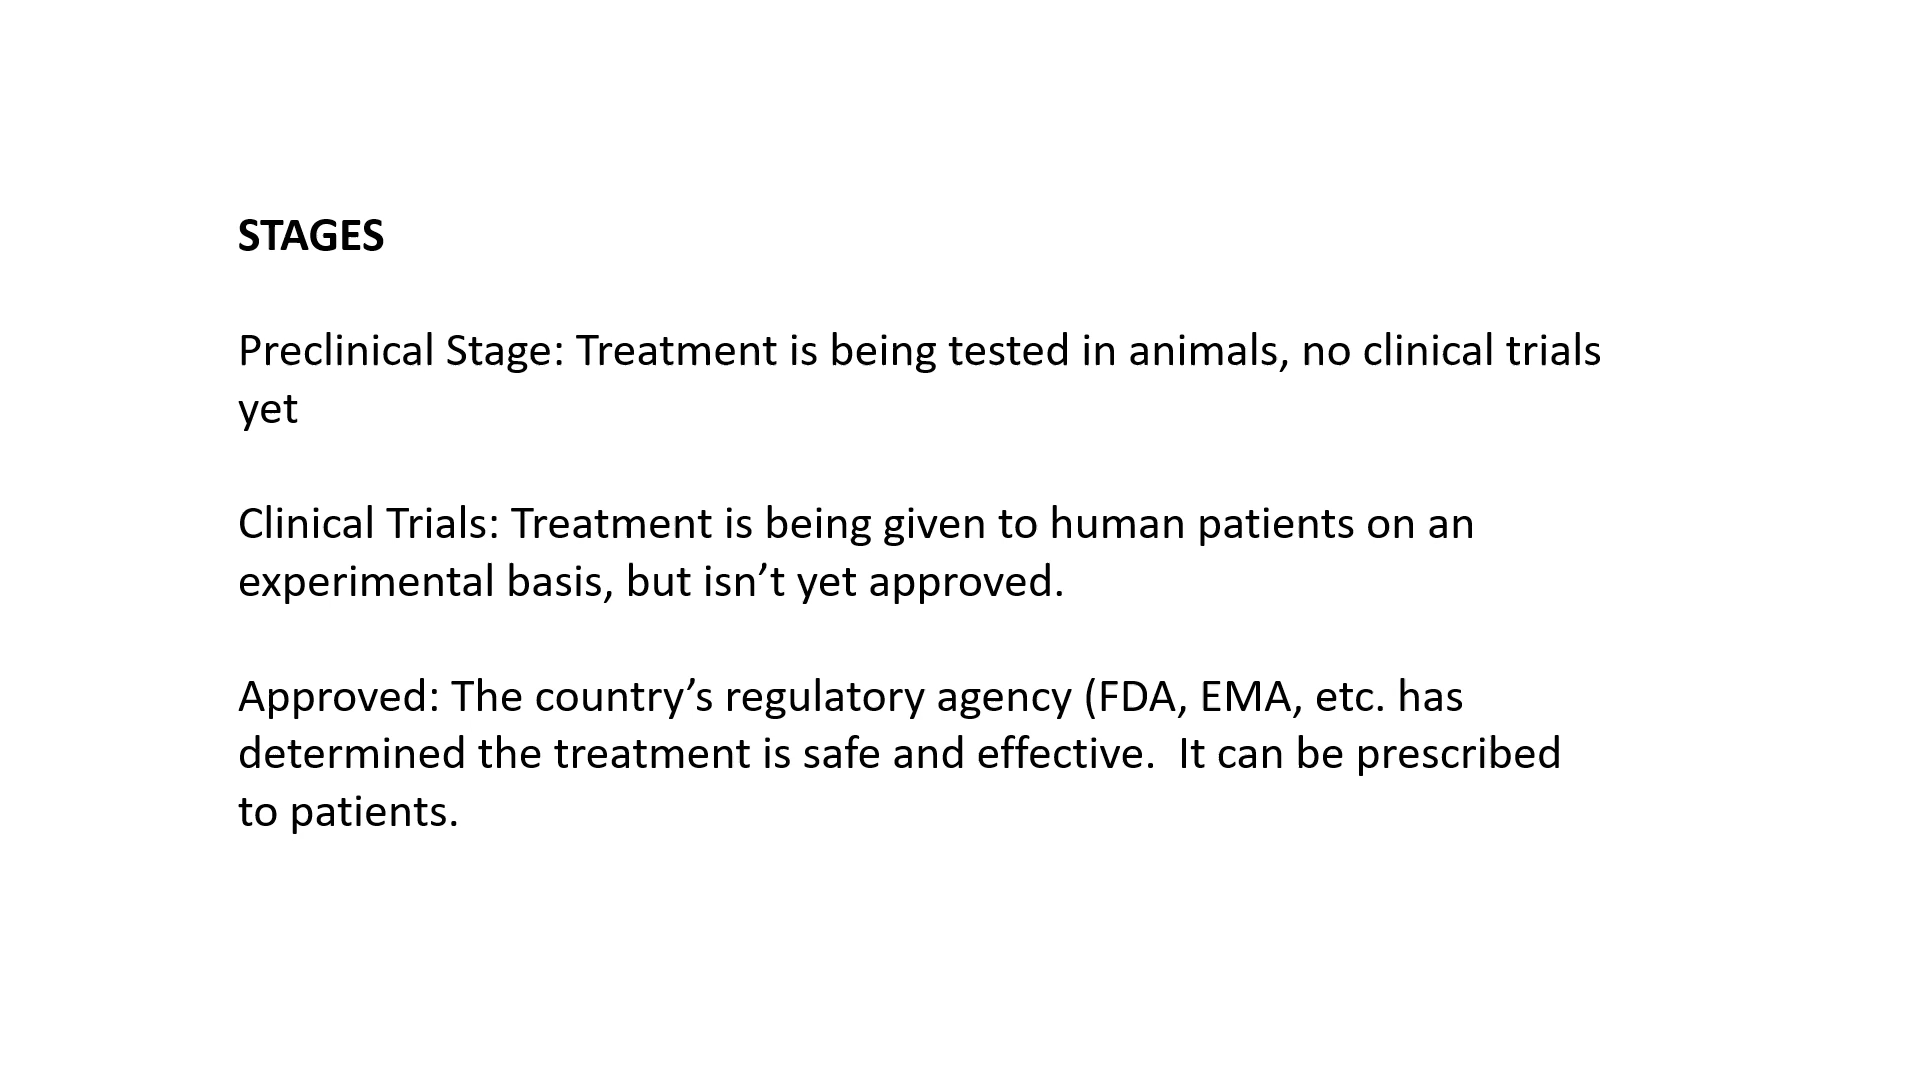 STAGES
Preclinical Stage: Treatment is being tested in animals, no clinical trials
yet
Clinical Trials: Treatment is being given to human patients on an
experimental basis, but isn’t yet approved.
Approved: The country’s regulatory agency (FDA, EMA, etc. has
determined the treatment is safe and effective.  It can be prescribed
to patients.